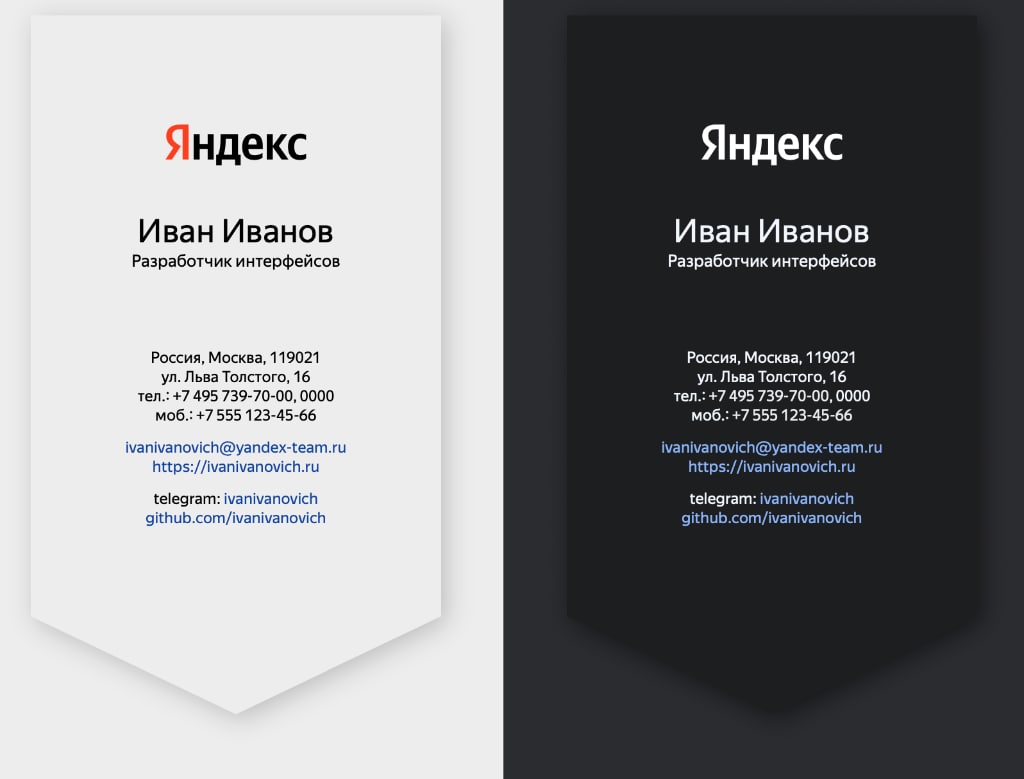 Яндекс
Иван Иванов
Разработчик интерфейсов
Россия, Москва, 119021
ул. Льва Толстого, 16
тел.: +7 495 739-70-00, 0000
моб.: +7 555 123-45-66
ivanivanovich@yandex-team.ru
https://ivanivanovich.ru
telegram: ivanivanovich
github.com/ivanivanovich
Яндекс
Иван Иванов
Разработчик интерфейсов
Россия, Москва, 119021
ул. Льва Толстого, 16
тел.: +7 495 739-70-00, 0000
моб.: +7 555 123-45-66
ivanivanovich@yandex-team.ru
https://ivanivanovich.ru
telegram: ivanivanovich
github.com/ivanivanovich